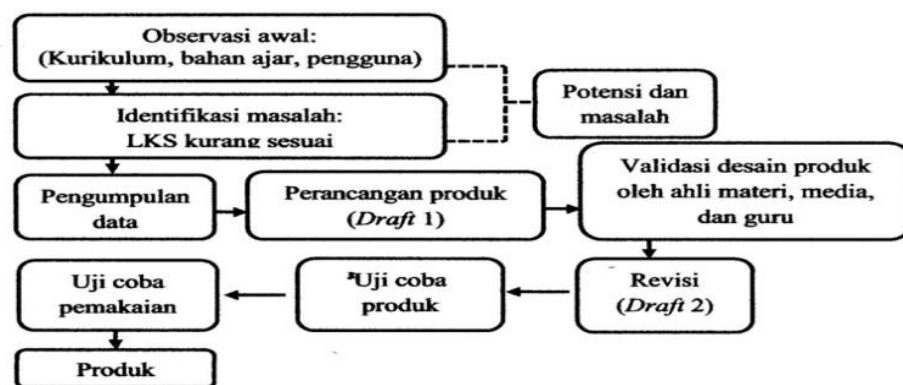 Observasi awal:
(Kurikulum, bahan ajar, pengguna)
Potensi dan
masalah
Identifikasi masalah:
LKS kurang sesuai
Pengumpulan
data
Perancangan produk
(Draft 1)
Validasi desain produk
oleh ahli materi, media,
dan guru
Revisi
(Draft 2)
Uji coba
produk
Uji coba
pemakaian
Produk